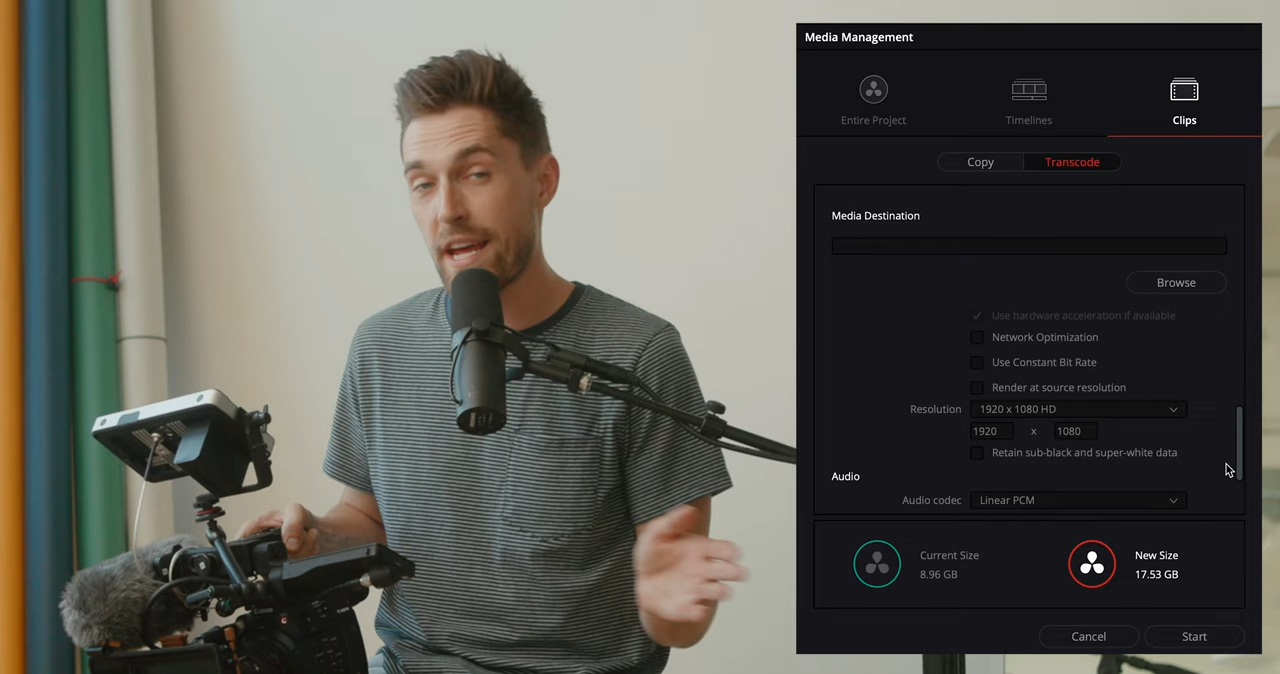 Media Management
Entire Project
Timelines
Clips
Copy
Transcode
Media Destination
Browse
Use hardware acceleration if available
Network Optimization
Use Constant Bit Rate
Render at source resolution
Resolution 1920 x 1080 HD
1920 x 1080
Retain sub-black and super-white data
Audio
Audio codec Linear PCM
Current Size
8.96 GB
New Size
17.53 GB
Cancel
Start